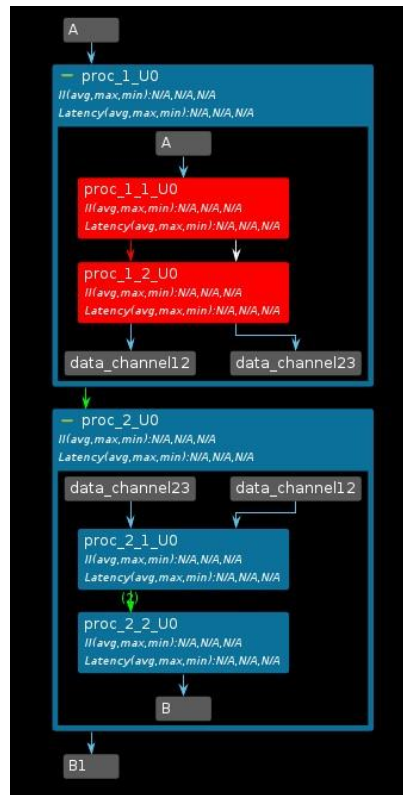 A
proc_1_U0
II(avg,max,min):N/A,N/A,N/A
Latency(avg,max,min):N/A,N/A,N/A
A
proc_1_1_U0
II(avg,max,min):N/A,N/A,N/A
Latency(avg,max,min):N/A,N/A,N/A
proc_1_2_U0
II(avg,max,min):N/A,N/A,N/A
Latency(avg,max,min):N/A,N/A,N/A
data_channel12 data_channel23
proc_2_U0
II(avg,max,min):N/A,N/A,N/A
Latency(avg,max,min):N/A,N/A,N/A
data_channel23 data_channel12
proc_2_1_U0
II(avg,max,min):N/A,N/A,N/A
Latency(avg,max,min):N/A,N/A,N/A
(2)
proc_2_2_U0
II(avg,max,min):N/A,N/A,N/A
Latency(avg,max,min):N/A,N/A,N/A
B
B1